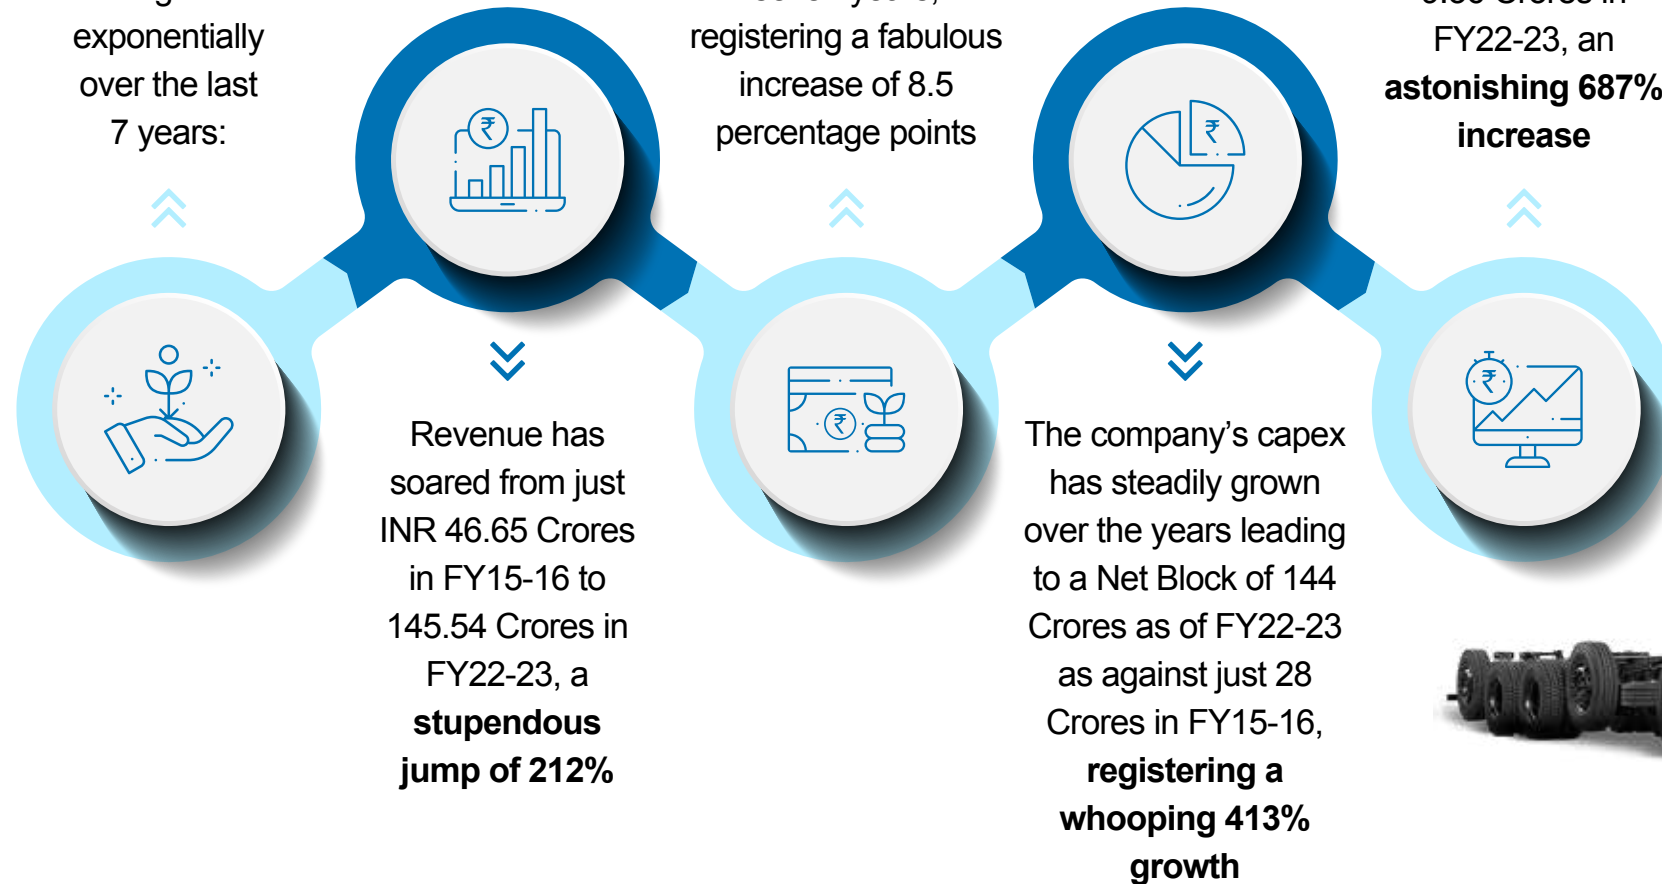 exponentially
over the last
7 years:
Revenue has
soared from just
INR 46.65 Crores
in FY15-16 to
145.54 Crores in
FY22-23, a
stupendous
jump of 212%
registering a fabulous
increase of 8.5
percentage points
The company's capex
has steadily grown
over the years leading
to a Net Block of 144
Crores as of FY22-23
as against just 28
Crores in FY15-16,
registering a
whooping 413%
growth
Crores in
FY22-23, an
astonishing 687%
increase